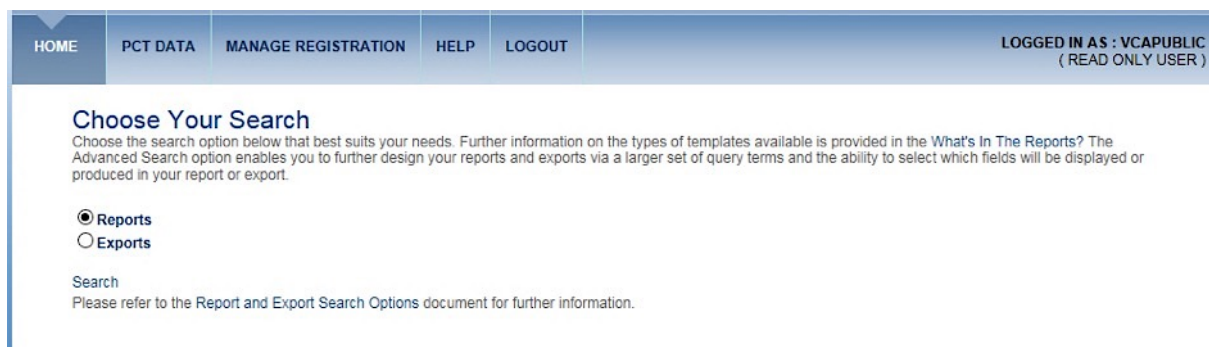 HOME PCT DATA MANAGE REGISTRATION HELP LOGOUT LOGGED IN AS : VCAPUBLIC
( READ ONLY USER )
Choose Your Search
Choose the search option below that best suits your needs. Further information on the types of templates available is provided in the What's In The Reports? The
Advanced Search option enables you to further design your reports and exports via a larger set of query terms and the ability to select which fields will be displayed or
produced in your report or export.
Reports
Exports
Search
Please refer to the Report and Export Search Options document for further information.